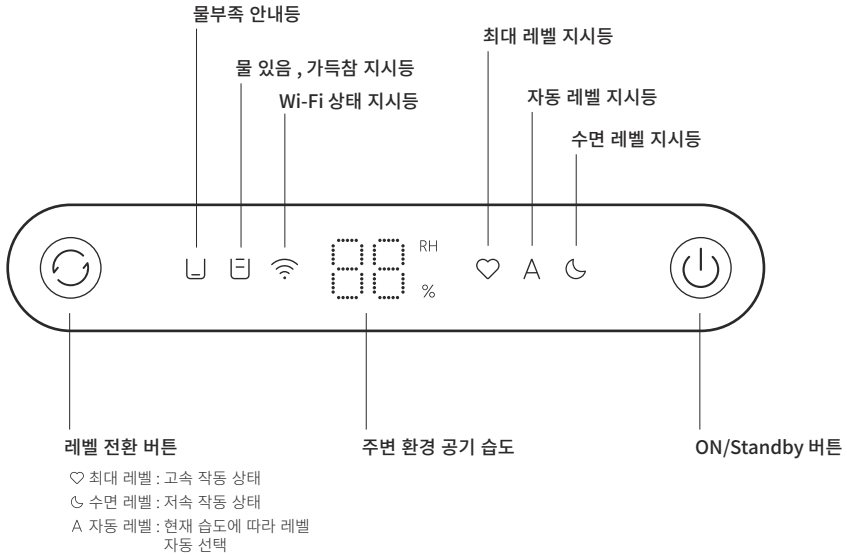 물부족 안내등
물 있음 , 가득참 지시등
Wi-Fi 상태 지시등
최대 레벨 지시등
자동 레벨 지시등
수면 레벨 지시등
88 RH
%
A
레벨 전환 버튼
최대 레벨 : 고속 작동 상태
수면 레벨 : 저속 작동 상태
A 자동 레벨 : 현재 습도에 따라 레벨
자동 선택
주변 환경 공기 습도
ON/Standby 버튼